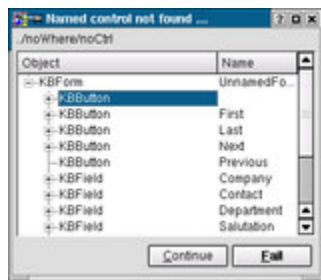 Named control not found ....
./noWhere/noCtrl
Object Name
KBForm UnnamedFo...
KBButton
KBButton First
KBButton Last
KBButton Next
KBButton Previous
KBField Company
KBField Contact
KBField Department
KBField Salutation
Continue Fail